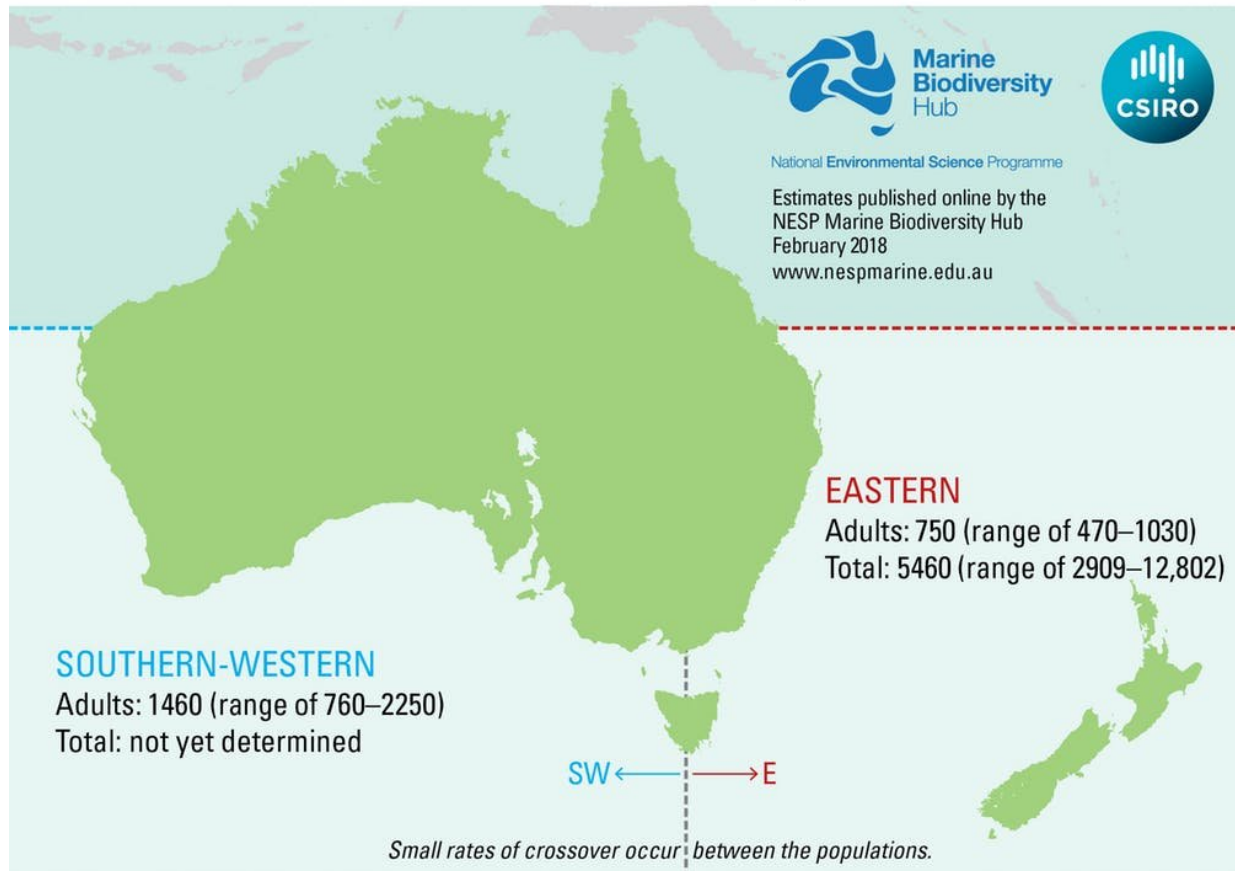 Marine
Biodiversity
Hub
CSIRO
National Environmental Science Programme
Estimates published online by the
NESP Marine Biodiversity Hub
February 2018
www.nespmarine.edu.au
EASTERN
Adults: 750 (range of 470–1030)
Total: 5460 (range of 2909–12,802)
SOUTHERN-WESTERN
Adults: 1460 (range of 760–2250)
Total: not yet determined
SW E
Small rates of crossover occur between the populations.